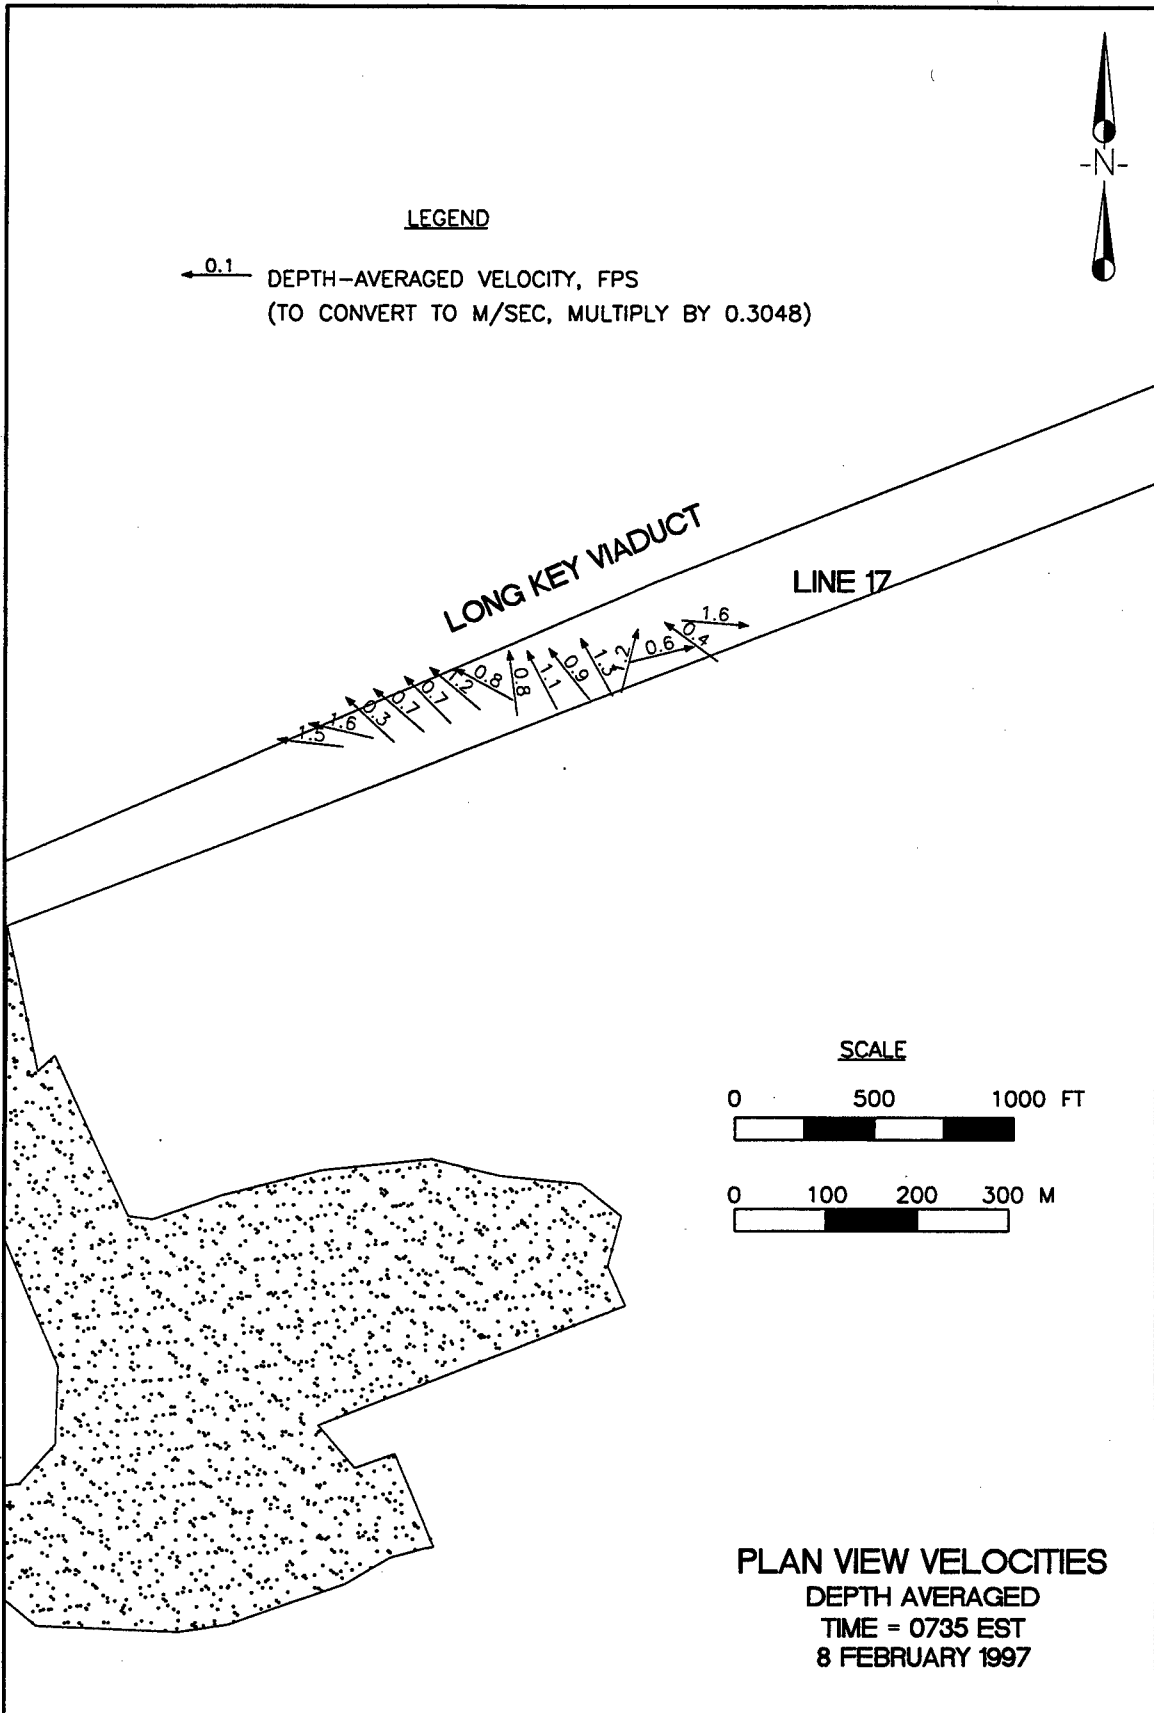 -N-
LEGEND
0.1 DEPTH-AVERAGED VELOCITY, FPS
(TO CONVERT TO M/SEC, MULTIPLY BY 0.3048)
LONG KEY VIADUCT
LINE 17
1.5
1.6
0.3
0.7
0.7
1.2
0.8
0.8
1.1
0.9
1.3
1.2
0.6
0.4
1.6
SCALE
0 500 1000 FT
0 100 200 300 M
PLAN VIEW VELOCITIES
DEPTH AVERAGED
TIME = 0735 EST
8 FEBRUARY 1997